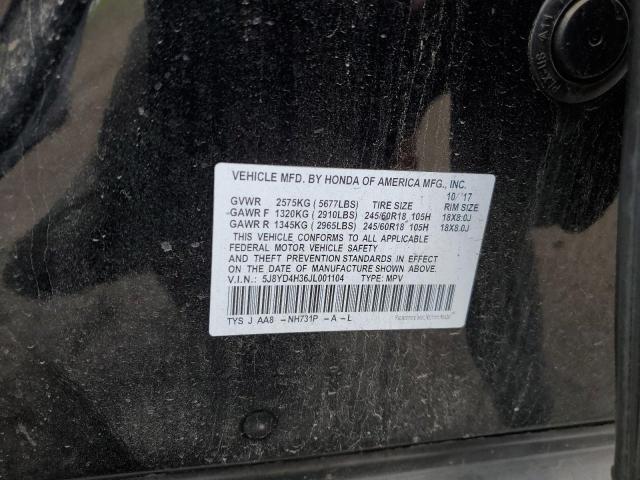 VEHICLE MFD. BY HONDA OF AMERICA MFG., INC.
10/17
GVWR 2575KG ( 5677LBS) TIRE SIZE RIM SIZE
GAWR F 1320KG ( 2910LBS) 245/60R18 105H 18X8.0J
GAWR R 1345KG ( 2965LBS) 245/60R18 105H 18X8.0J
THIS VEHICLE CONFORMS TO ALL APPLICABLE
FEDERAL MOTOR VEHICLE SAFETY
AND THEFT PREVENTION STANDARDS IN EFFECT
ON THE DATE OF MANUFACTURE SHOWN ABOVE.
V.I.N.: 5J8YD4H36JL001104 TYPE: MPV
TYS J AA8 -NH731P -A-L